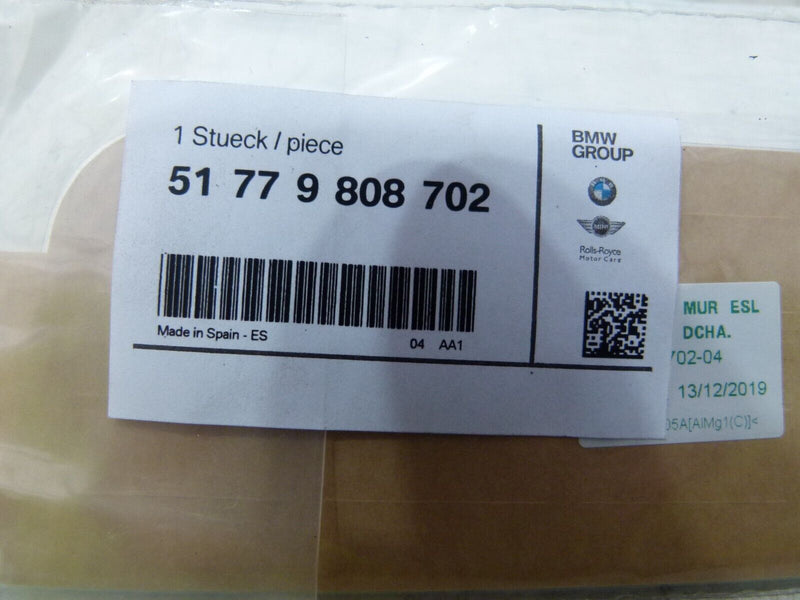 1 Stueck / piece
51 77 9 808 702
Made in Spain - ES
04 AA1
BMW
GROUP
MINI
Rolls-Royce
Motor Cars
MUR ESL
DCHA.
702-04
13/12/2019
05A[AlMg1(C)]<